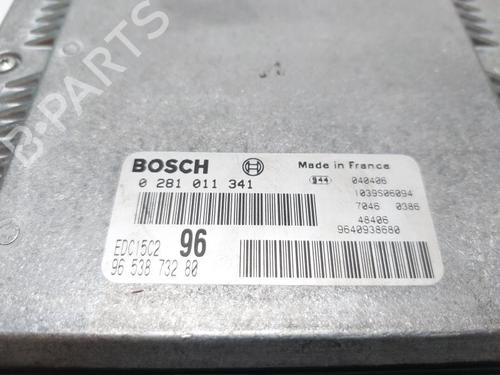 B-PARTS
BOSCH
Made in France
0 281 011 341
944 040406
1039S06094
7046 0386
48406
9640938680
EDC15C2 96
96 538 732 80